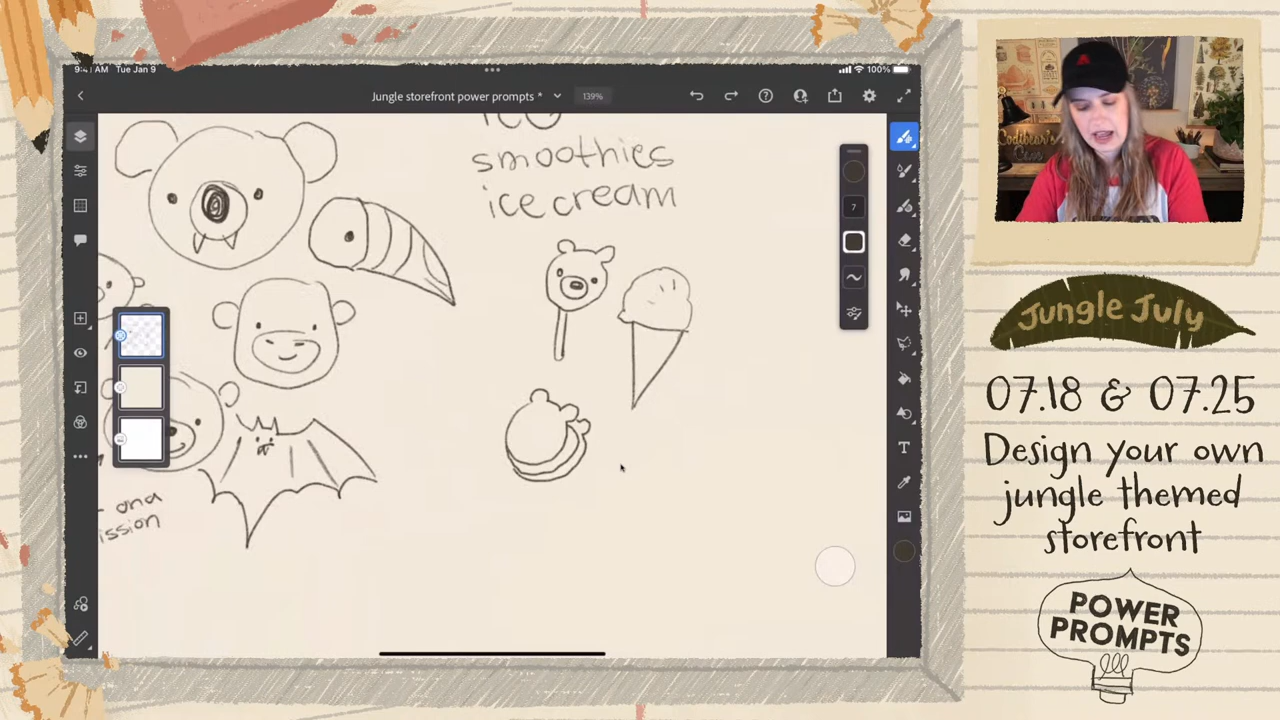 9:41 AM Tue Jan 9
100%
Jungle storefront power prompts *
139%
smoothies
ice cream
7
ona
ission
T
Jungle July
07.18 & 07.25
Design your own
jungle themed
storefront
POWER
PROMPTS